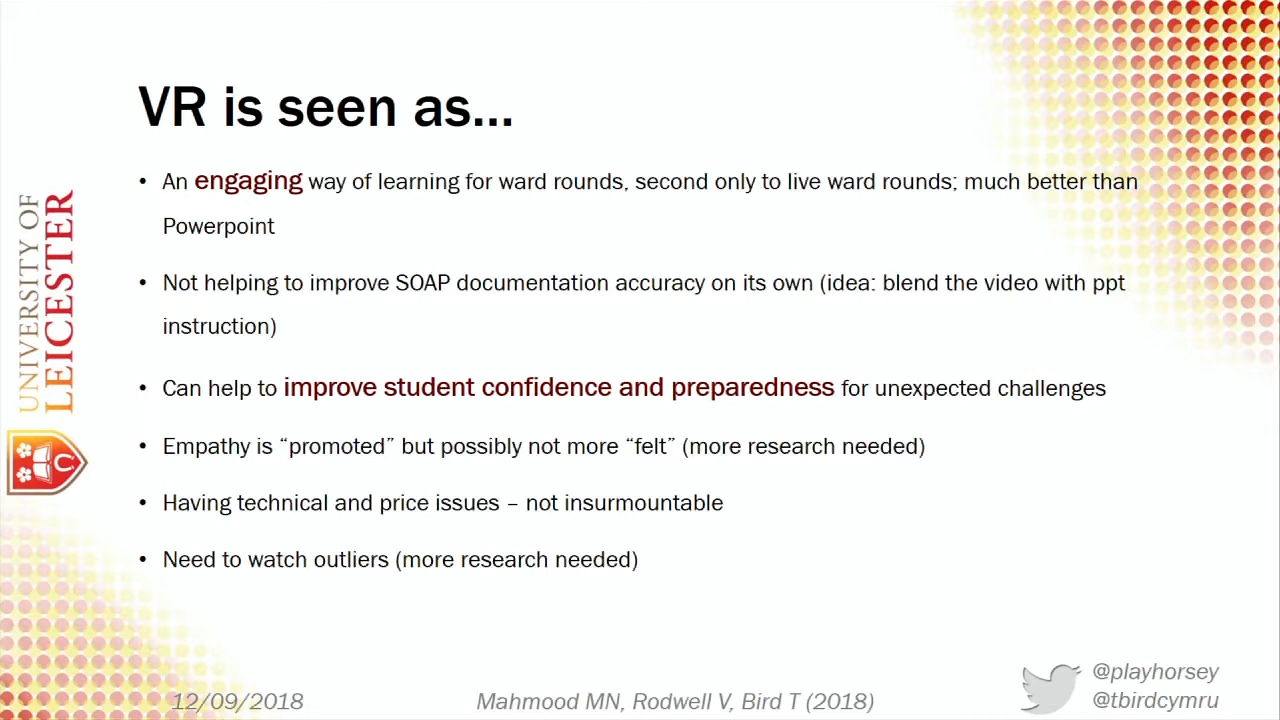 VR is seen as...
• An engaging way of learning for ward rounds, second only to live ward rounds; much better than
Powerpoint
• Not helping to improve SOAP documentation accuracy on its own (idea: blend the video with ppt
instruction)
• Can help to improve student confidence and preparedness for unexpected challenges
• Empathy is “promoted” but possibly not more “felt” (more research needed)
• Having technical and price issues – not insurmountable
• Need to watch outliers (more research needed)
UNIVERSITY OF
LEICESTER
12/09/2018
Mahmood MN, Rodwell V, Bird T (2018)
@playhorsey
@tbirdcymru